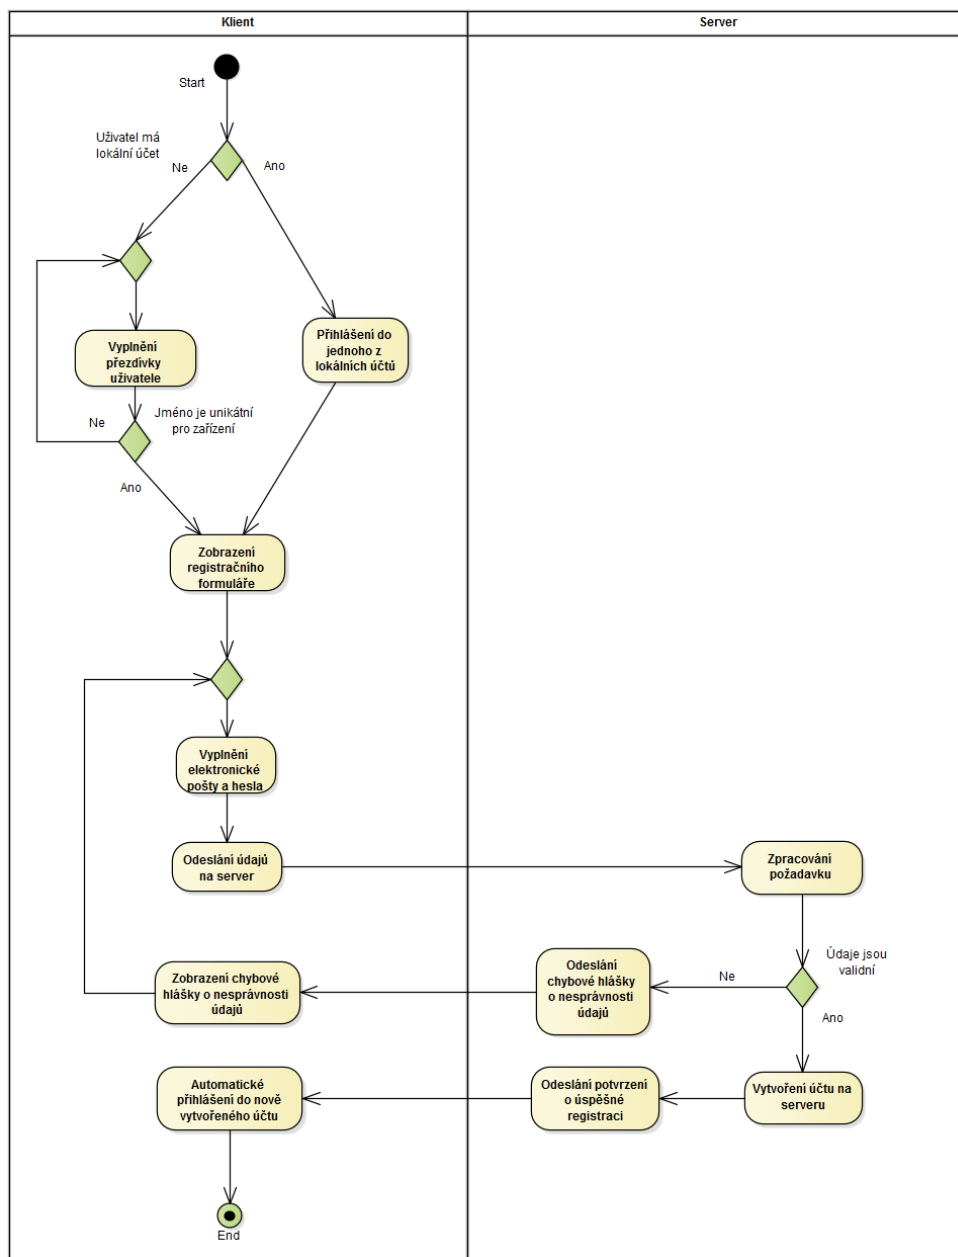 Klient
Server
Start
Uživatel má
lokální účet
Ne
Ano
Vyplnění
přezdívky
uživatele
Přihlášení do
jednoho z
lokálních účtů
Ne
Jméno je unikátní
pro zařízení
Ano
Zobrazení
registračního
formuláře
Vyplnění
elektronické
pošty a hesla
Odeslání údajů
na server
Zpracování
požadavku
Údaje jsou
validní
Ne
Ano
Odeslání
chybové hlášky
o nesprávnosti
údajů
Zobrazení chybové
hlášky o nesprávnosti
údajů
Vytvoření účtu na
serveru
Odeslání potvrzení
o úspěšné
registraci
Automatické
přihlášení do nově
vytvořeného účtu
End